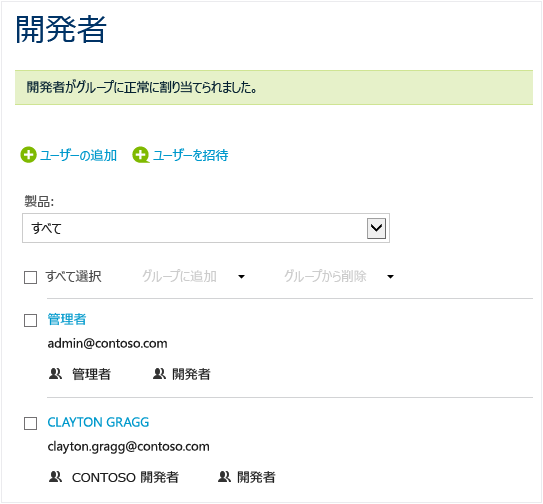 開発者
開発者がグループに正常に割り当てられました。
ユーザーの追加 ユーザーを招待
製品:
すべて
すべて選択 グループに追加 グループから削除
管理者
admin@contoso.com
管理者 開発者
CLAYTON GRAGG
clayton.gragg@contoso.com
CONTOSO 開発者 開発者